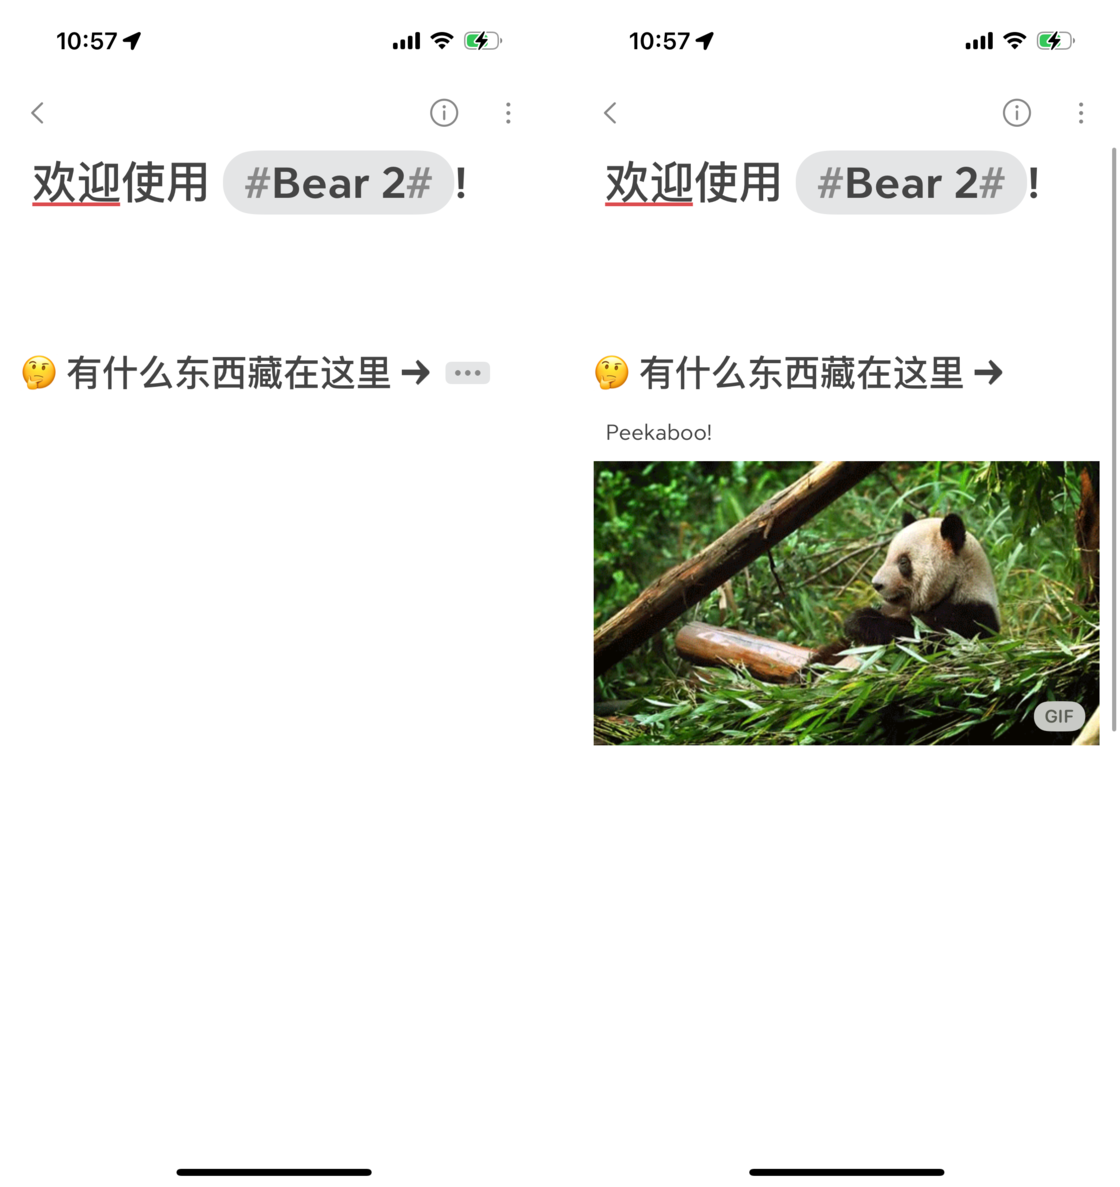 10:57
欢迎使用 #Bear 2#!
🤔 有什么东西藏在这里 → •••
10:57
欢迎使用 #Bear 2#!
🤔 有什么东西藏在这里 →
Peekaboo!
GIF